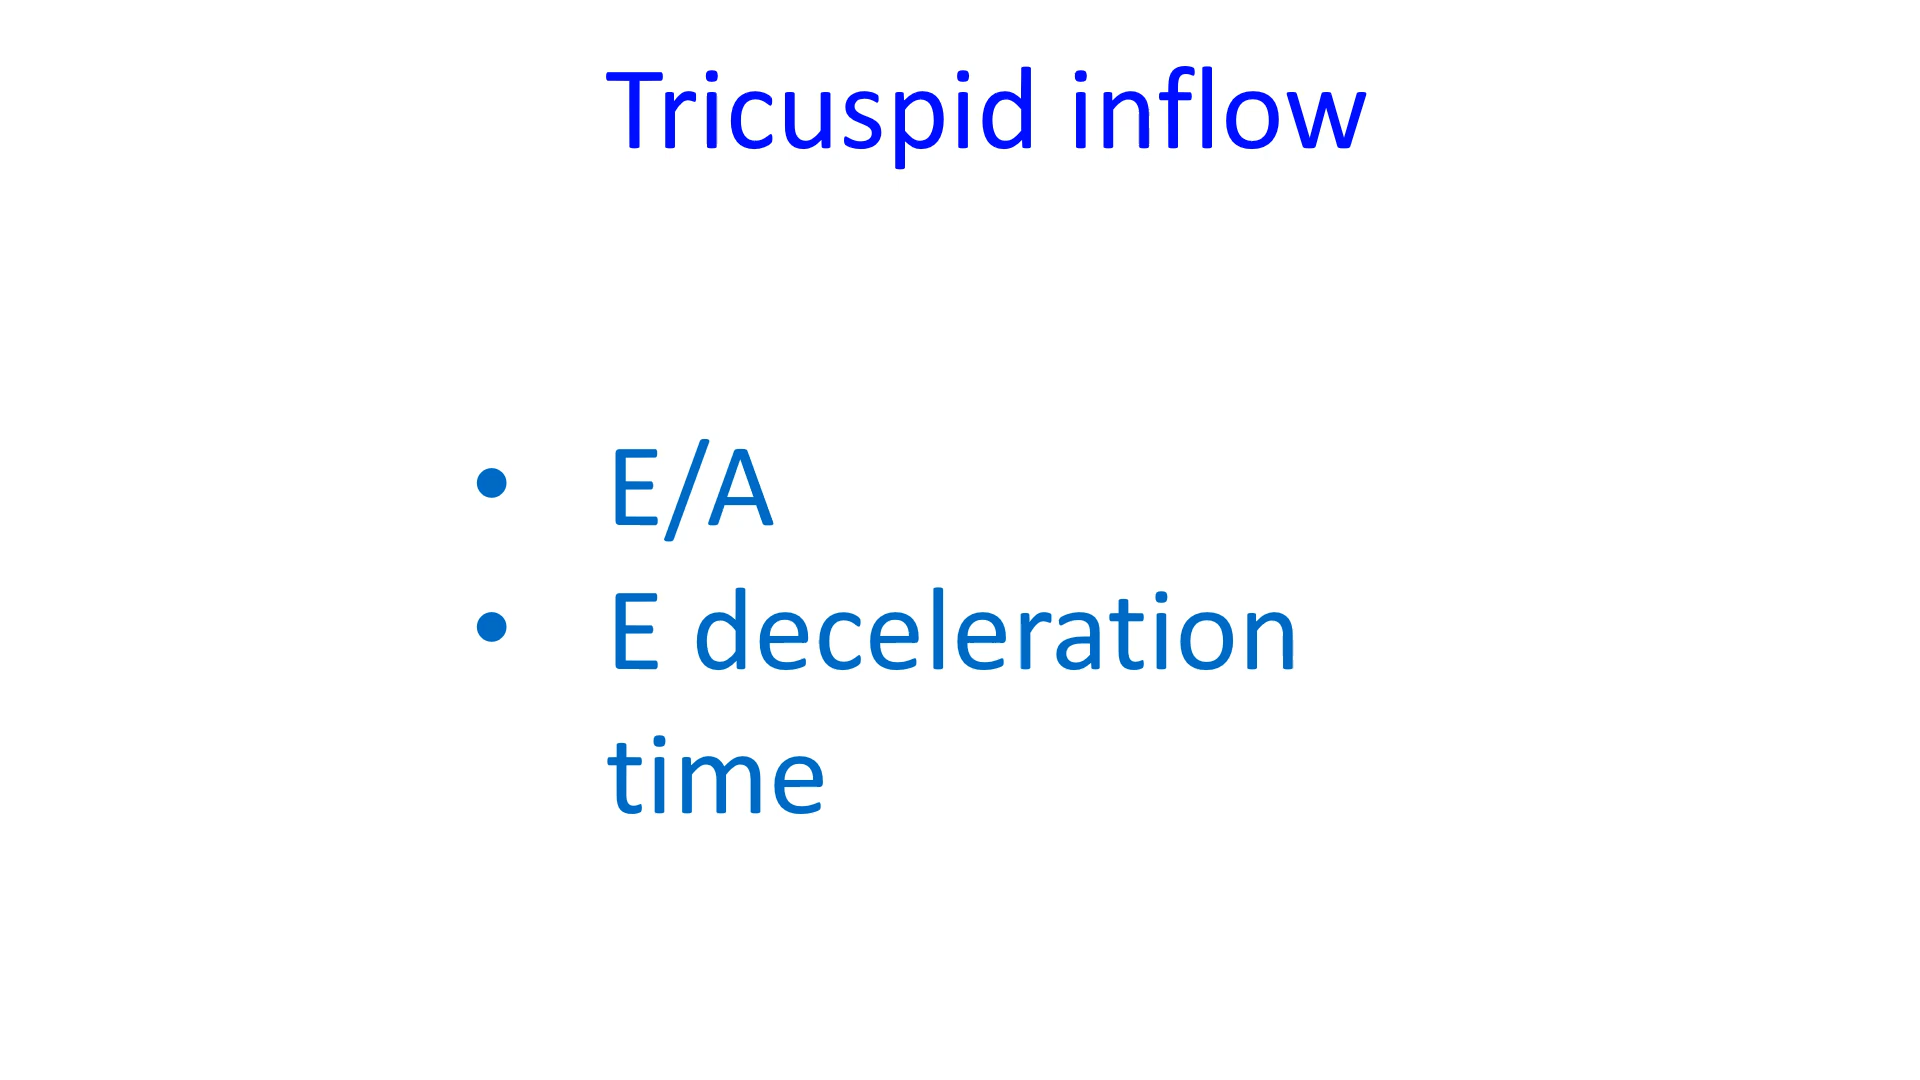 Tricuspid inflow
• E/A
• E deceleration
time